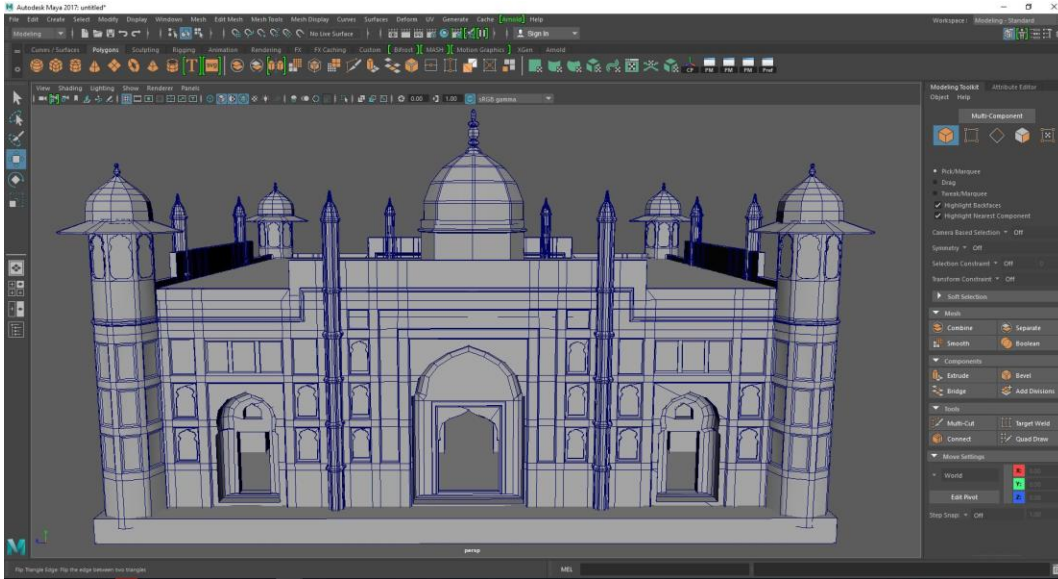 Autodesk Maya 2017: untitled*
File Edit Create Select Modify Display Windows Mesh Edit Mesh Mesh Tools Mesh Display Curves Surfaces Deform UV Generate Cache [Arnold] Help
Workspace : Modeling - Standard
Modeling No Live Surface Sign In
Curves / Surfaces Polygons Sculpting Rigging Animation Rendering FX FX Caching Custom [ Bifrost ][ MASH ][ Motion Graphics ] XGen Arnold
CP PM PM PM Pref
View Shading Lighting Show Renderer Panels
0.00 1.00 sRGB gamma
Modeling Toolkit Attribute Editor
Object Help
Multi-Component
Pick/Marquee
Drag
Tweak/Marquee
Highlight Backfaces
Highlight Nearest Component
Camera Based Selection Off
Symmetry Off
Selection Constraint Off
Transform Constraint Off
Soft Selection
Mesh
Combine Separate
Smooth Boolean
Components
Extrude Bevel
Bridge Add Divisions
Tools
Multi-Cut Target Weld
Connect Quad Draw
Move Settings
World X:
Y:
Edit Pivot Z:
Step Snap: Off 1.00
persp
Flip Triangle Edge: Flip the edge between two triangles
MEL